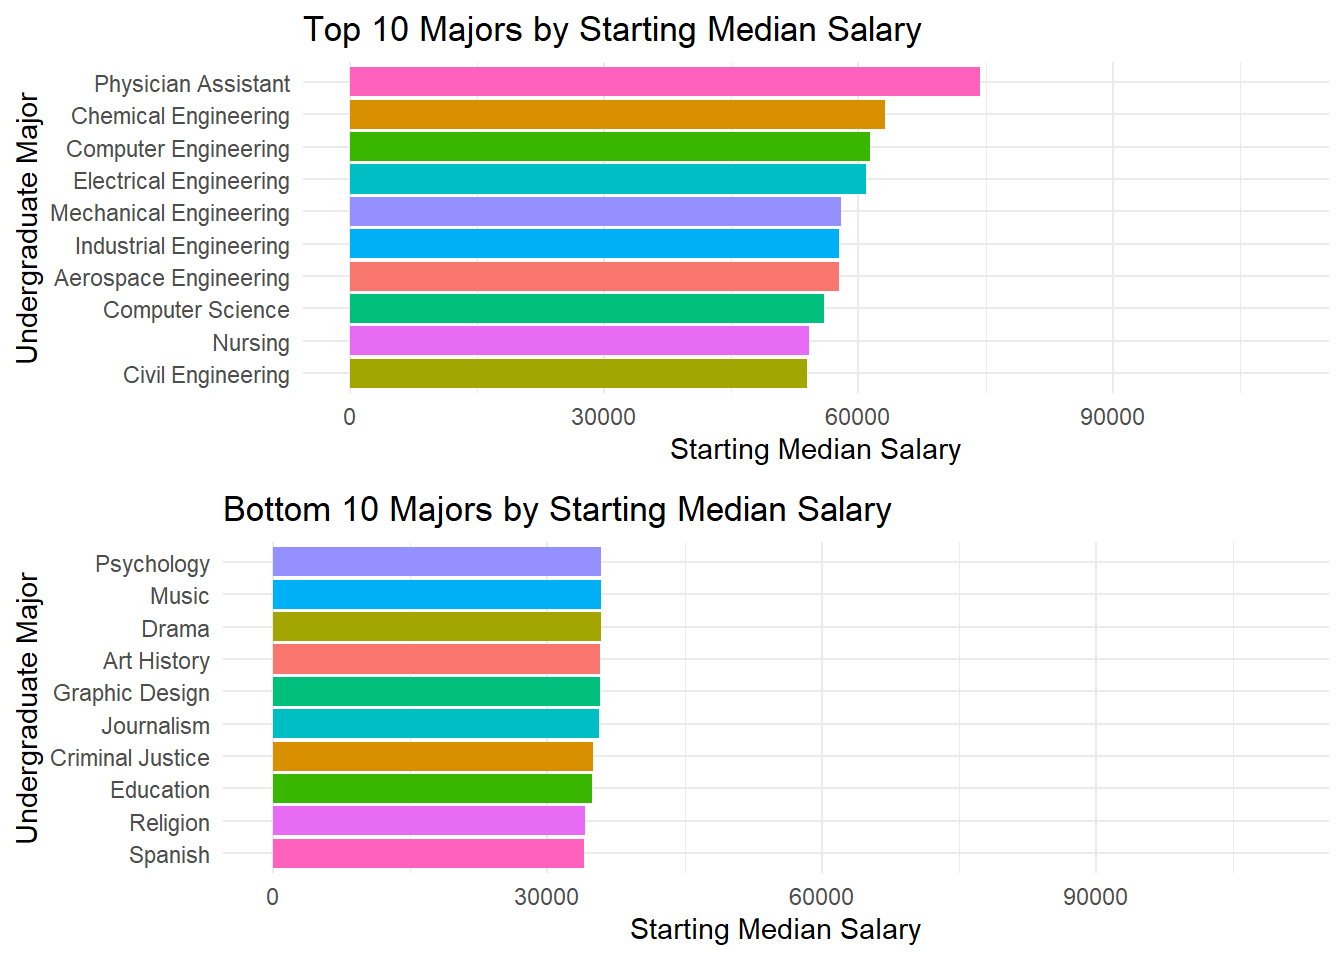 Top 10 Majors by Starting Median Salary
Undergraduate Major
Physician Assistant
Chemical Engineering
Computer Engineering
Electrical Engineering
Mechanical Engineering
Industrial Engineering
Aerospace Engineering
Computer Science
Nursing
Civil Engineering
0 30000 60000 90000
Starting Median Salary
Bottom 10 Majors by Starting Median Salary
Undergraduate Major
Psychology
Music
Drama
Art History
Graphic Design
Journalism
Criminal Justice
Education
Religion
Spanish
0 30000 60000 90000
Starting Median Salary